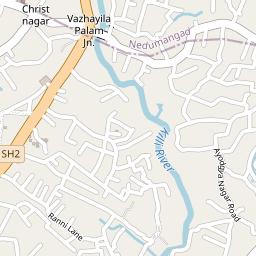 Christ
nagar
Vazhayila
Palam
Jn.
Nedumangad
Killi River
SH2
Ayodhya Nagar Road
Ranni Lane